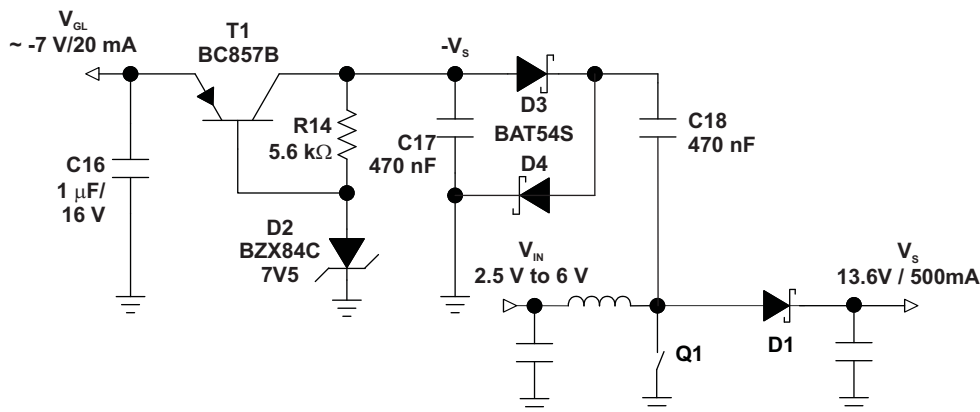 V_GL
~ -7 V/20 mA
T1
BC857B
-V_S
D3
R14
5.6 kΩ
C17
470 nF
BAT54S
D4
C18
470 nF
C16
1 μF/
16 V
D2
BZX84C
7V5
V_IN
2.5 V to 6 V
V_S
13.6V / 500mA
Q1
D1